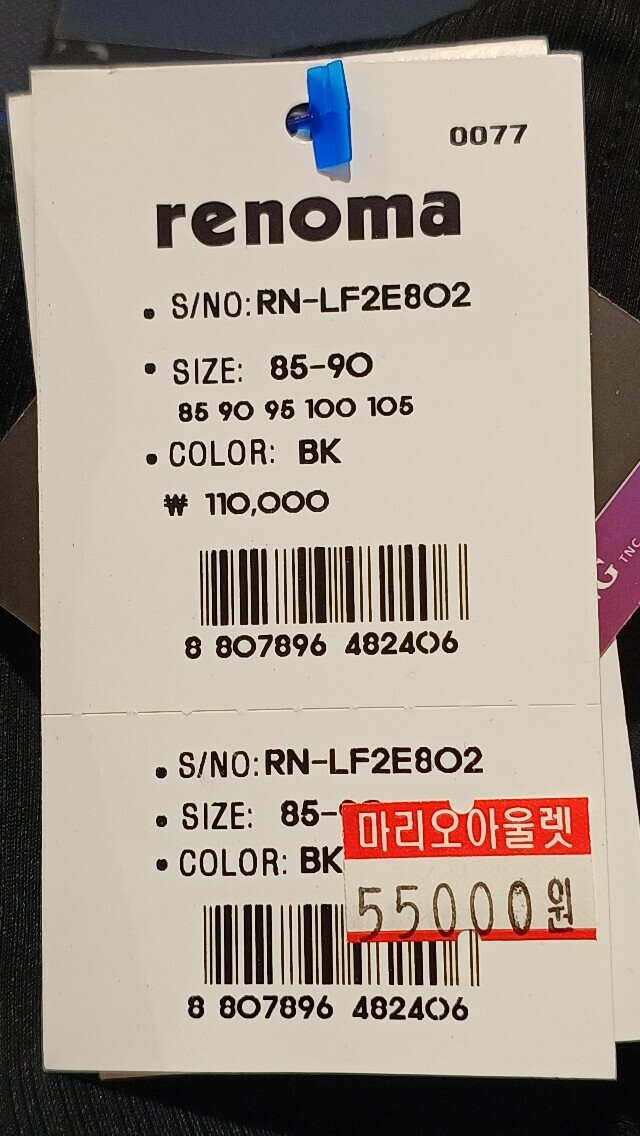 0077
renoma
• S/NO: RN-LF2E802
• SIZE: 85-90
85 90 95 100 105
• COLOR: BK
₩ 110,000
8 807896 482406
G TNC
• S/NO: RN-LF2E802
• SIZE: 85-
마리오아울렛
• COLOR: BK
55000원
8 807896 482406